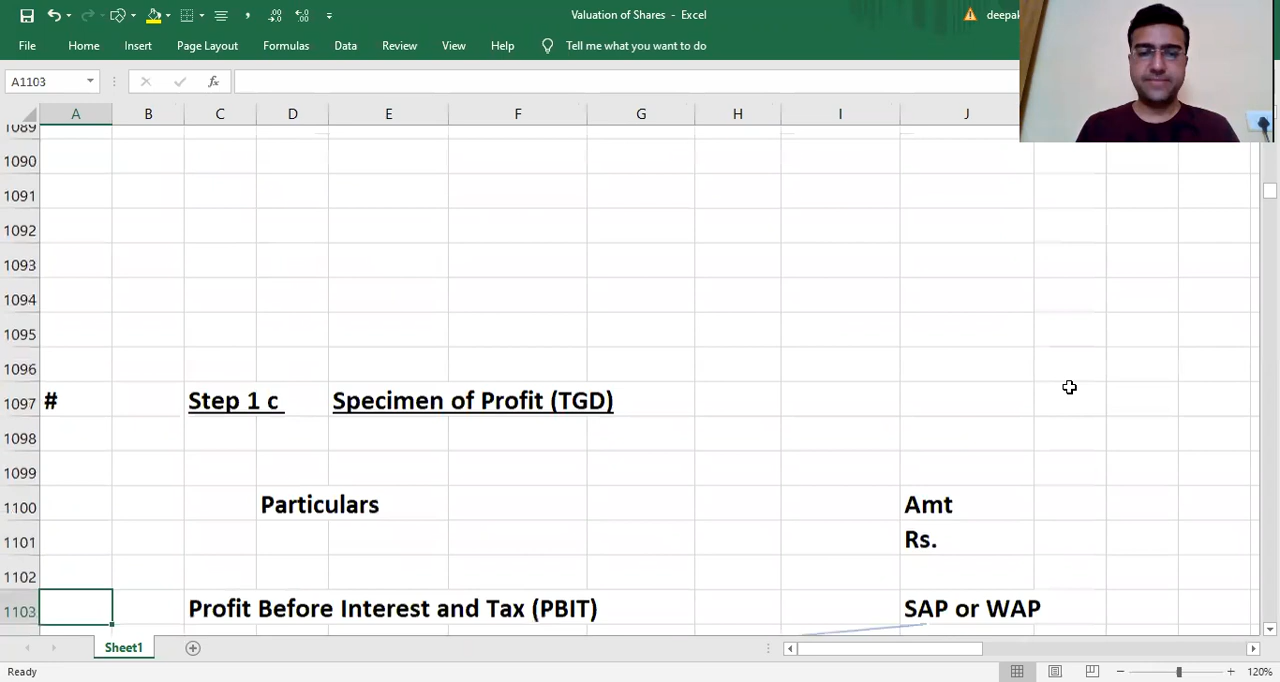 Valuation of Shares - Excel
deepak
File Home Insert Page Layout Formulas Data Review View Help Tell me what you want to do
A1103 fx
A B C D E F G H I J
1089
1090
1091
1092
1093
1094
1095
1096
1097 # Step 1 c Specimen of Profit (TGD)
1098
1099
1100 Particulars Amt
1101 Rs.
1102
1103 Profit Before Interest and Tax (PBIT) SAP or WAP
Sheet1
Ready 120%